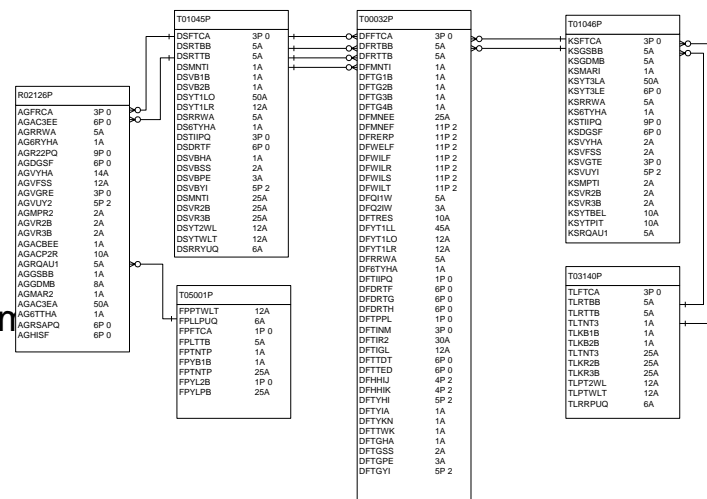 R02126P
AGFRCA 3P 0
AGAC3EE 6P 0
AGRRWA 5A
AG6RYHA 1A
AGR22PQ 9P 0
AGDGSF 6P 0
AGVYHA 14A
AGVFSS 12A
AGVGRE 3P 0
AGVUY2 5P 2
AGMPR2 2A
AGVR2B 2A
AGVR3B 2A
AGACBEE 1A
AGACP2R 10A
AGRQAU1 5A
AGGSBB 1A
AGGDMB 8A
AGMAR2 1A
AGAC3EA 50A
AG6TTHA 1A
AGRSAPQ 6P 0
AGHISF 6P 0
T01045P
DSFTCA 3P 0
DSRTBB 5A
DSRTTB 5A
DSMNTI 1A
DSVB1B 1A
DSVB2B 1A
DSYT1LO 50A
DSYT1LR 12A
DSRRWA 5A
DS6TYHA 1A
DSTIIPQ 3P 0
DSDRTF 6P 0
DSVBHA 1A
DSVBSS 2A
DSVBPE 3A
DSVBYI 5P 2
DSMNTI 25A
DSVR2B 25A
DSVR3B 25A
DSYT2WL 12A
DSYTWLT 12A
DSRRYUQ 6A
T05001P
FPPTWLT 12A
FPLLPUQ 6A
FPFTCA 1P 0
FPLTTB 5A
FPTNTP 1A
FPYB1B 1A
FPTNTP 25A
FPYL2B 1P 0
FPYLPB 25A
T00032P
DFFTCA 3P 0
DFRTBB 5A
DFRTTB 5A
DFMNTI 1A
DFTG1B 1A
DFTG2B 1A
DFTG3B 1A
DFTG4B 1A
DFMNEE 25A
DFMNEF 11P 2
DFRERP 11P 2
DFWELF 11P 2
DFWILF 11P 2
DFWILR 11P 2
DFWILS 11P 2
DFWILT 11P 2
DFQI1W 5A
DFQ2IW 3A
DFTRES 10A
DFYT1LL 45A
DFYT1LO 12A
DFYT1LR 12A
DFRRWA 5A
DF6TYHA 1A
DFTIIPQ 1P 0
DFDRTF 6P 0
DFDRTG 6P 0
DFDRTH 6P 0
DFTPPL 1P 0
DFTINM 3P 0
DFTIR2 30A
DFTIGL 12A
DFTTDT 6P 0
DFTTED 6P 0
DFHHIJ 4P 2
DFHHIK 4P 2
DFTYHI 5P 2
DFTYIA 1A
DFTYKN 1A
DFTTWK 1A
DFTGHA 1A
DFTGSS 2A
DFTGPE 3A
DFTGYI 5P 2
T01046P
KSFTCA 3P 0
KSGSBB 5A
KSGDMB 5A
KSMARI 1A
KSYT3LA 50A
KSYT3LE 6P 0
KSRRWA 5A
KS6TYHA 1A
KSTIIPQ 9P 0
KSDGSF 6P 0
KSVYHA 2A
KSVFSS 2A
KSVGTE 3P 0
KSVUYI 5P 2
KSMPTI 2A
KSVR2B 2A
KSVR3B 2A
KSYTBEL 10A
KSYTPIT 10A
KSRQAU1 5A
T03140P
TLFTCA 3P 0
TLRTBB 5A
TLRTTB 5A
TLTNT3 1A
TLKB1B 1A
TLKB2B 1A
TLTNT3 25A
TLKR2B 25A
TLKR3B 25A
TLPT2WL 12A
TLPTWLT 12A
TLRRPUQ 6A